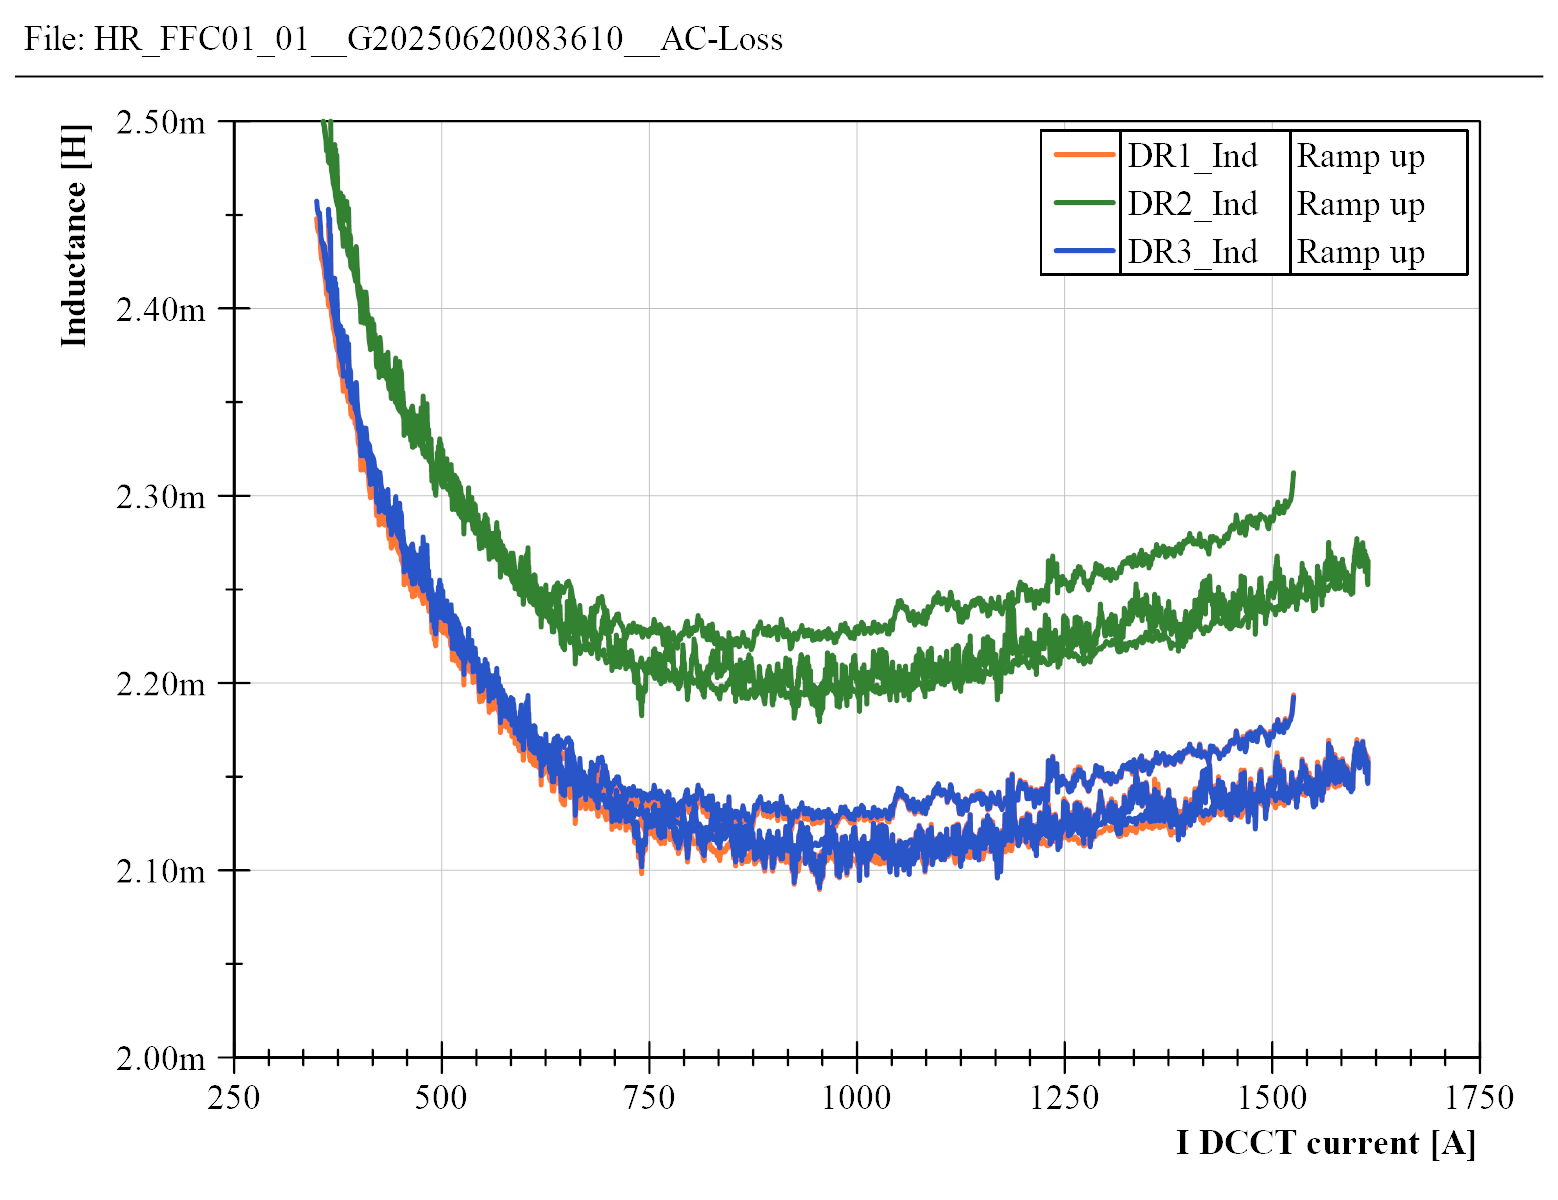 File: HR_FFC01_01__G20250620083610__AC-Loss
Inductance [H]
2.50m
2.40m
2.30m
2.20m
2.10m
2.00m
DR1_Ind Ramp up
DR2_Ind Ramp up
DR3_Ind Ramp up
250 500 750 1000 1250 1500 1750
I DCCT current [A]